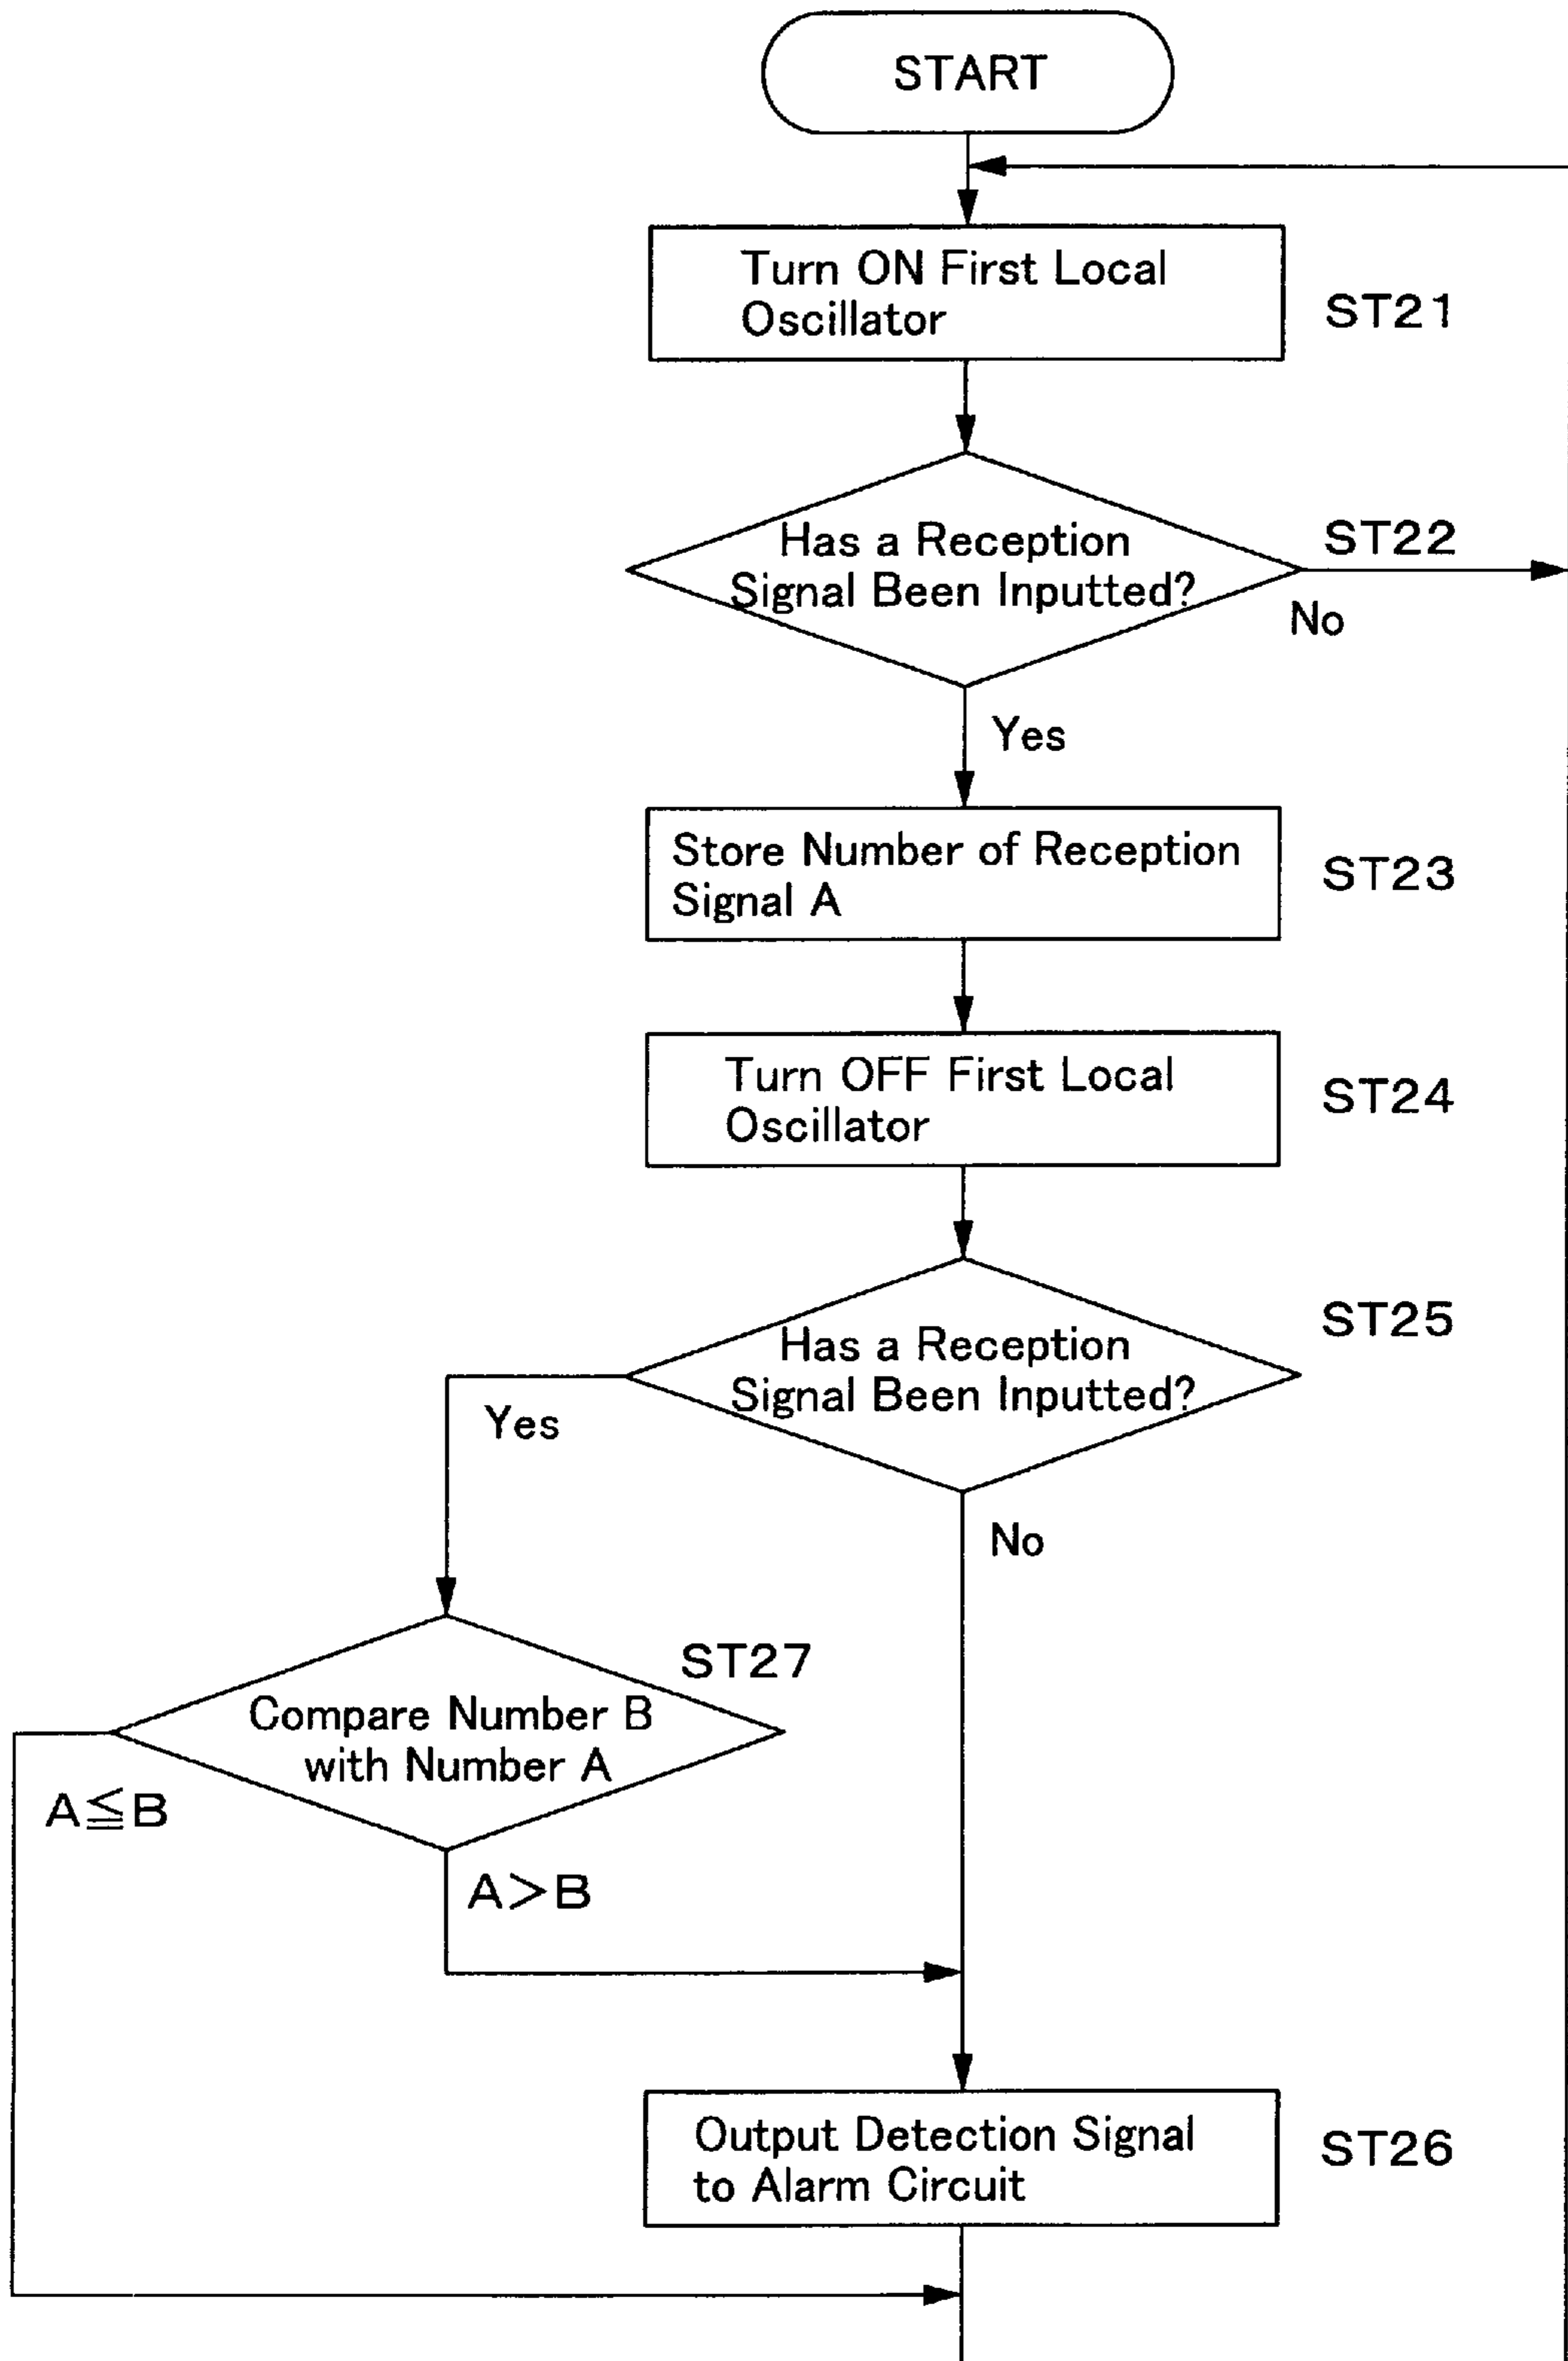 START
Turn ON First Local
Oscillator
ST21
Has a Reception
Signal Been Inputted?
ST22
No
Yes
Store Number of Reception
Signal A
ST23
Turn OFF First Local
Oscillator
ST24
Has a Reception
Signal Been Inputted?
ST25
Yes
No
Compare Number B
with Number A
ST27
A≦B
A>B
Output Detection Signal
to Alarm Circuit
ST26